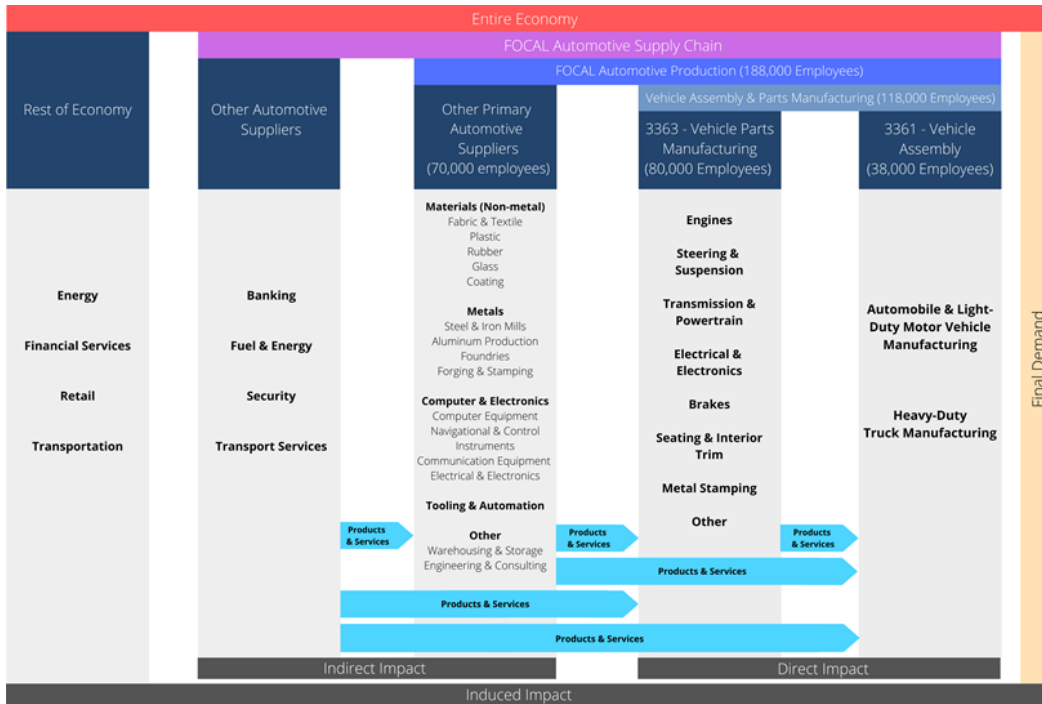 Entire Economy
FOCAL Automotive Supply Chain
FOCAL Automotive Production (188,000 Employees)
Vehicle Assembly & Parts Manufacturing (118,000 Employees)
Rest of Economy
Other Automotive
Suppliers
Other Primary
Automotive
Suppliers
(70,000 employees)
3363 - Vehicle Parts
Manufacturing
(80,000 Employees)
3361 - Vehicle
Assembly
(38,000 Employees)
Energy
Financial Services
Retail
Transportation
Banking
Fuel & Energy
Security
Transport Services
Materials (Non-metal)
Fabric & Textile
Plastic
Rubber
Glass
Coating
Metals
Steel & Iron Mills
Aluminum Production
Foundries
Forging & Stamping
Computer & Electronics
Computer Equipment
Navigational & Control
Instruments
Communication Equipment
Electrical & Electronics
Tooling & Automation
Other
Warehousing & Storage
Engineering & Consulting
Engines
Steering &
Suspension
Transmission &
Powertrain
Electrical &
Electronics
Brakes
Seating & Interior
Trim
Metal Stamping
Other
Automobile & Light-
Duty Motor Vehicle
Manufacturing
Heavy-Duty
Truck Manufacturing
Final Demand
Products
& Services
Products
& Services
Products
& Services
Products & Services
Products & Services
Products & Services
Indirect Impact
Direct Impact
Induced Impact